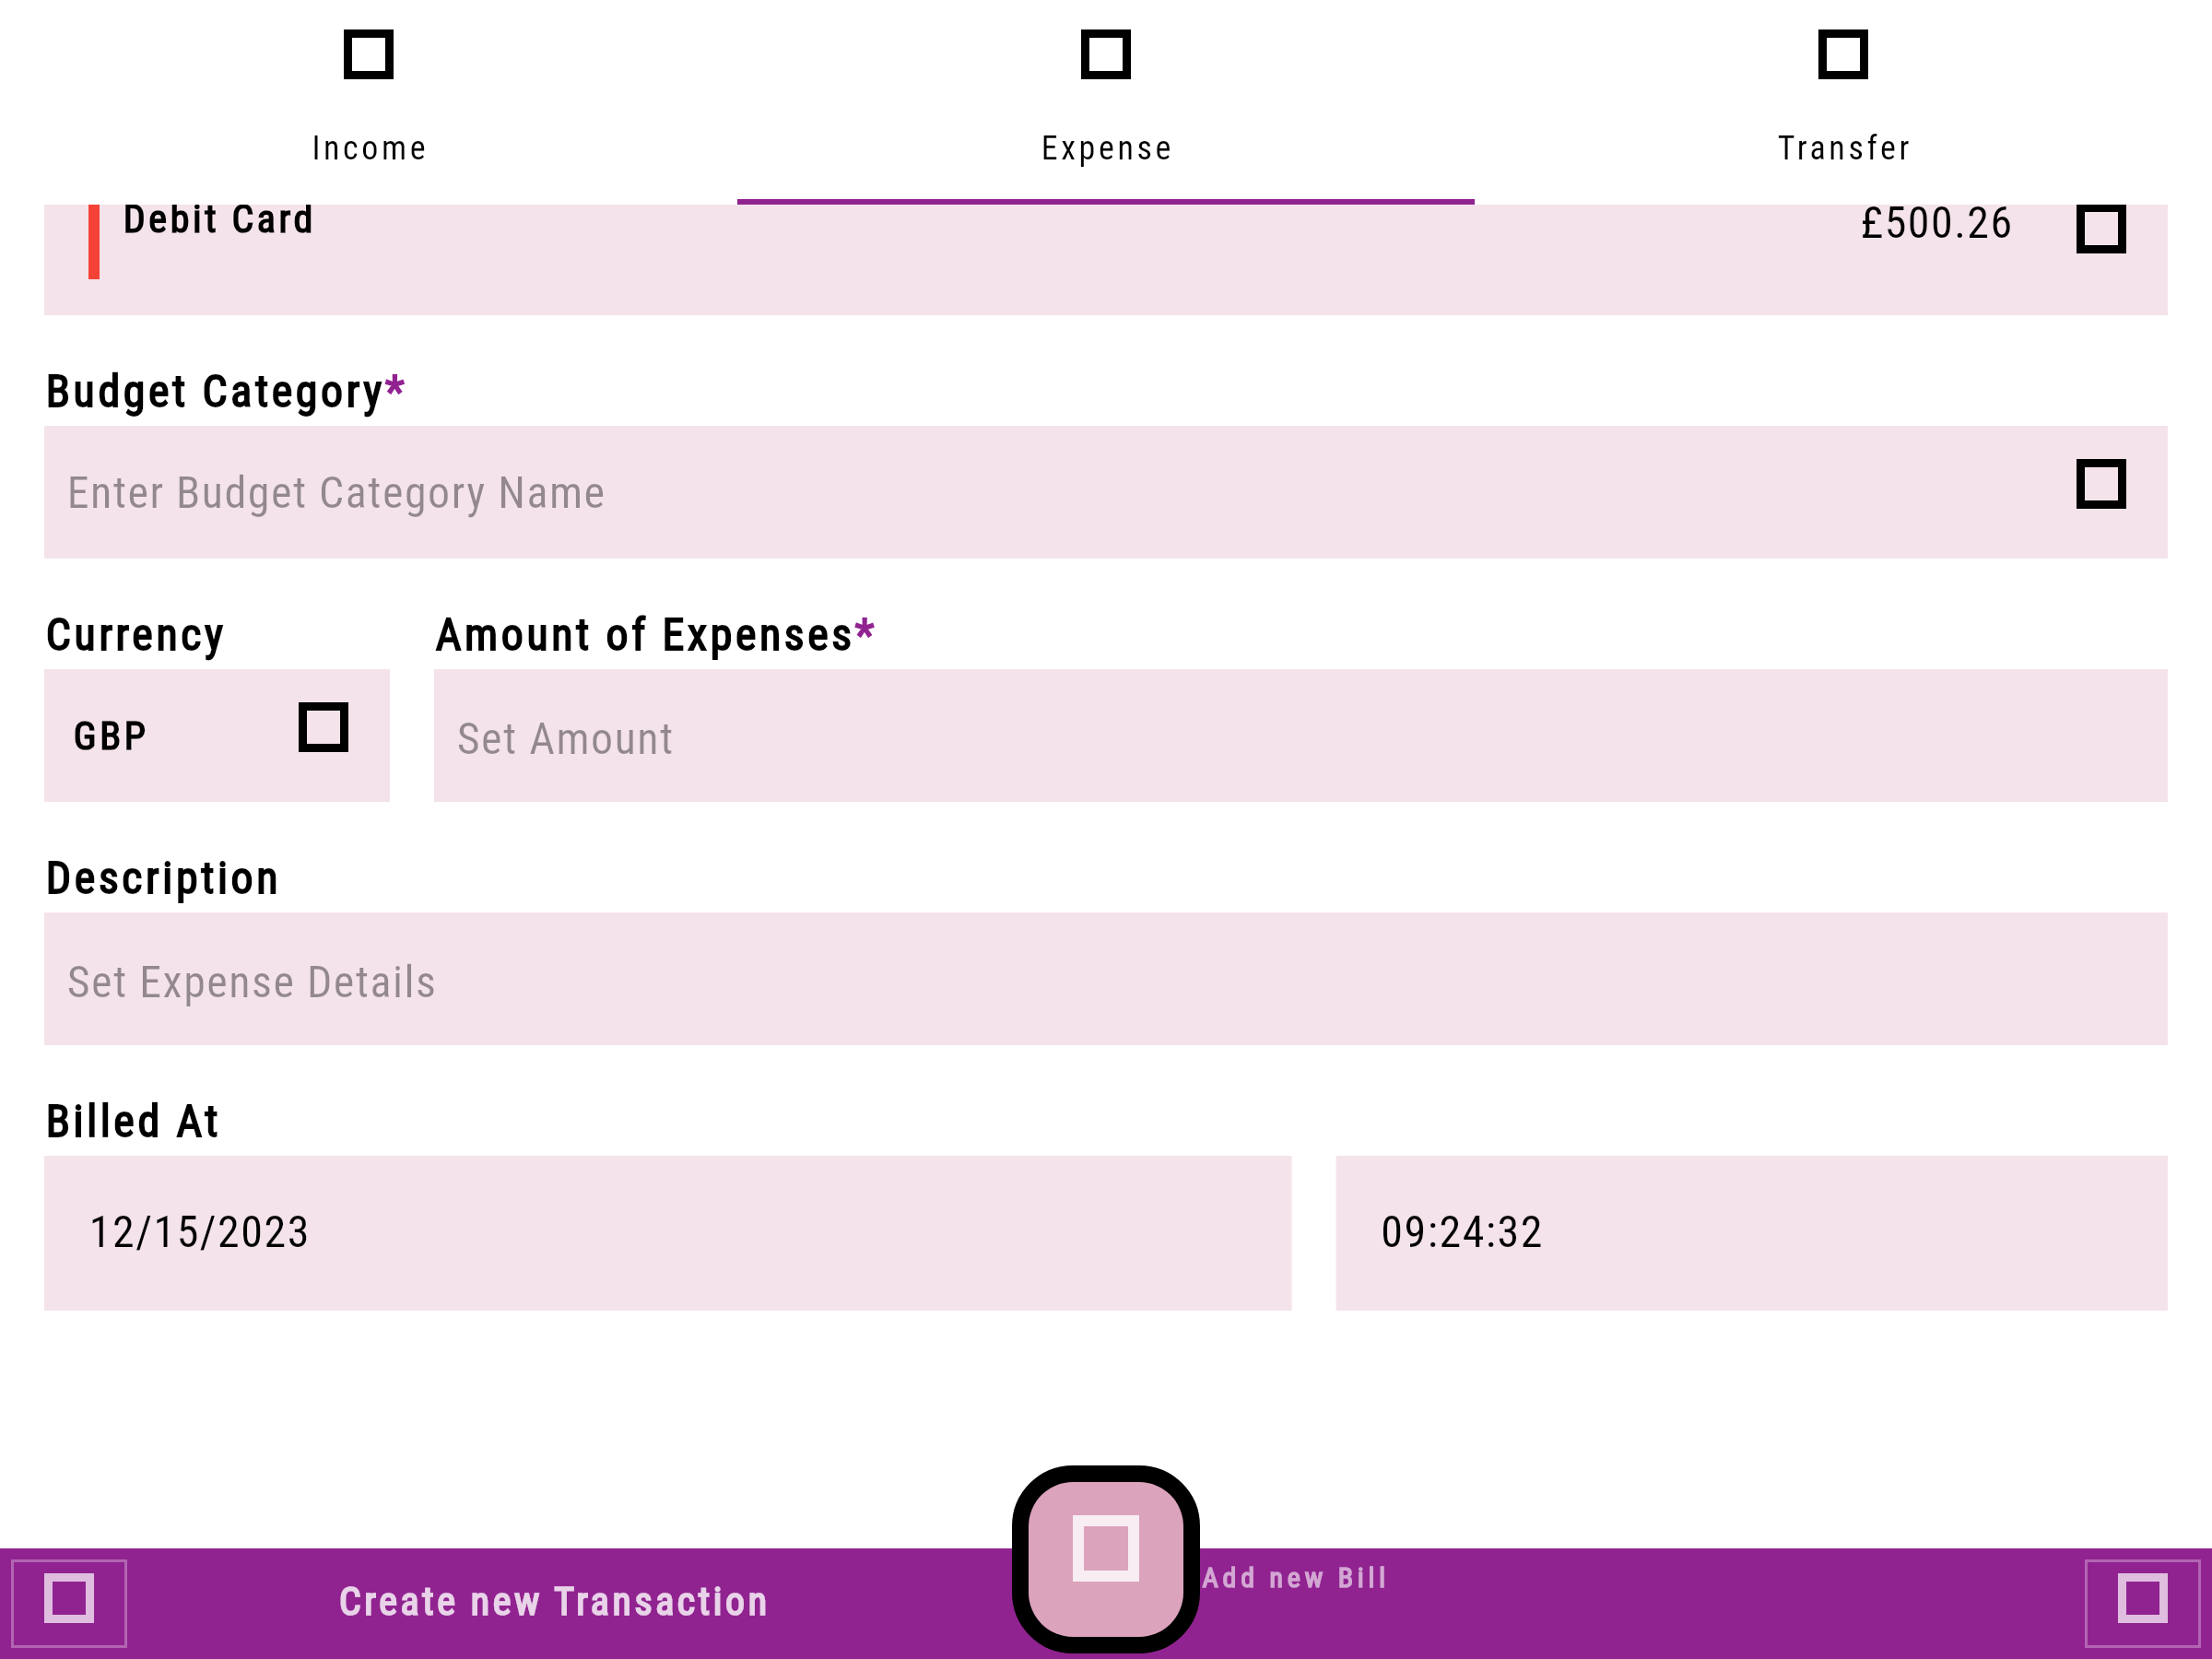 Income
Expense
Transfer
Debit Card
£500.26
Budget Category*
Enter Budget Category Name
Currency
Amount of Expenses*
GBP
Set Amount
Description
Set Expense Details
Billed At
12/15/2023
09:24:32
Create new Transaction
Add new Bill